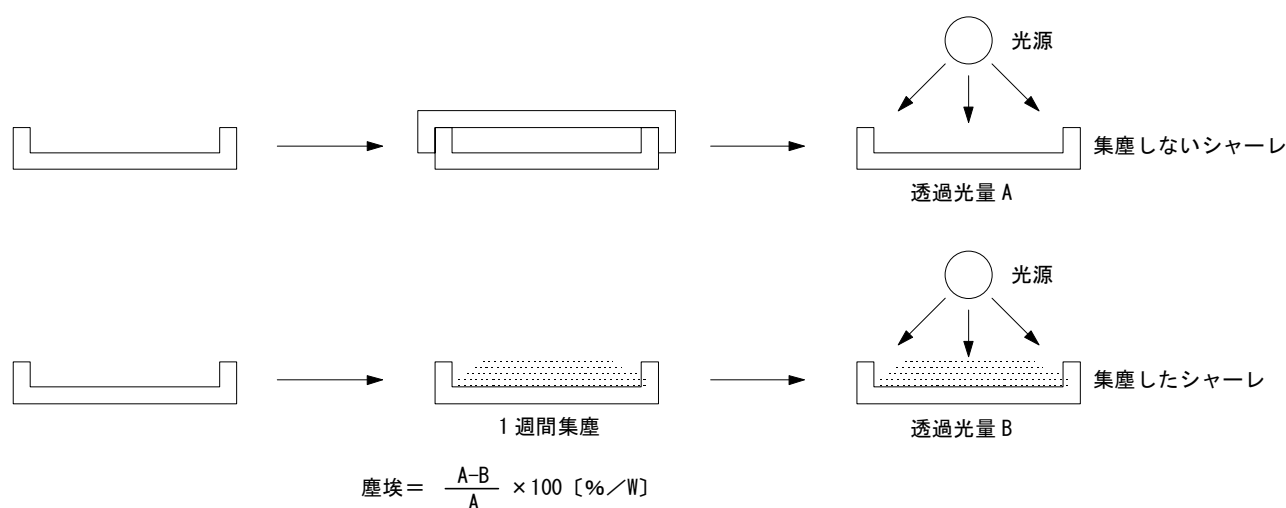 光源
集塵しないシャーレ
透過光量 A
光源
集塵したシャーレ
1 週間集塵
透過光量 B
塵埃＝ A-B/A ×100〔%／W〕